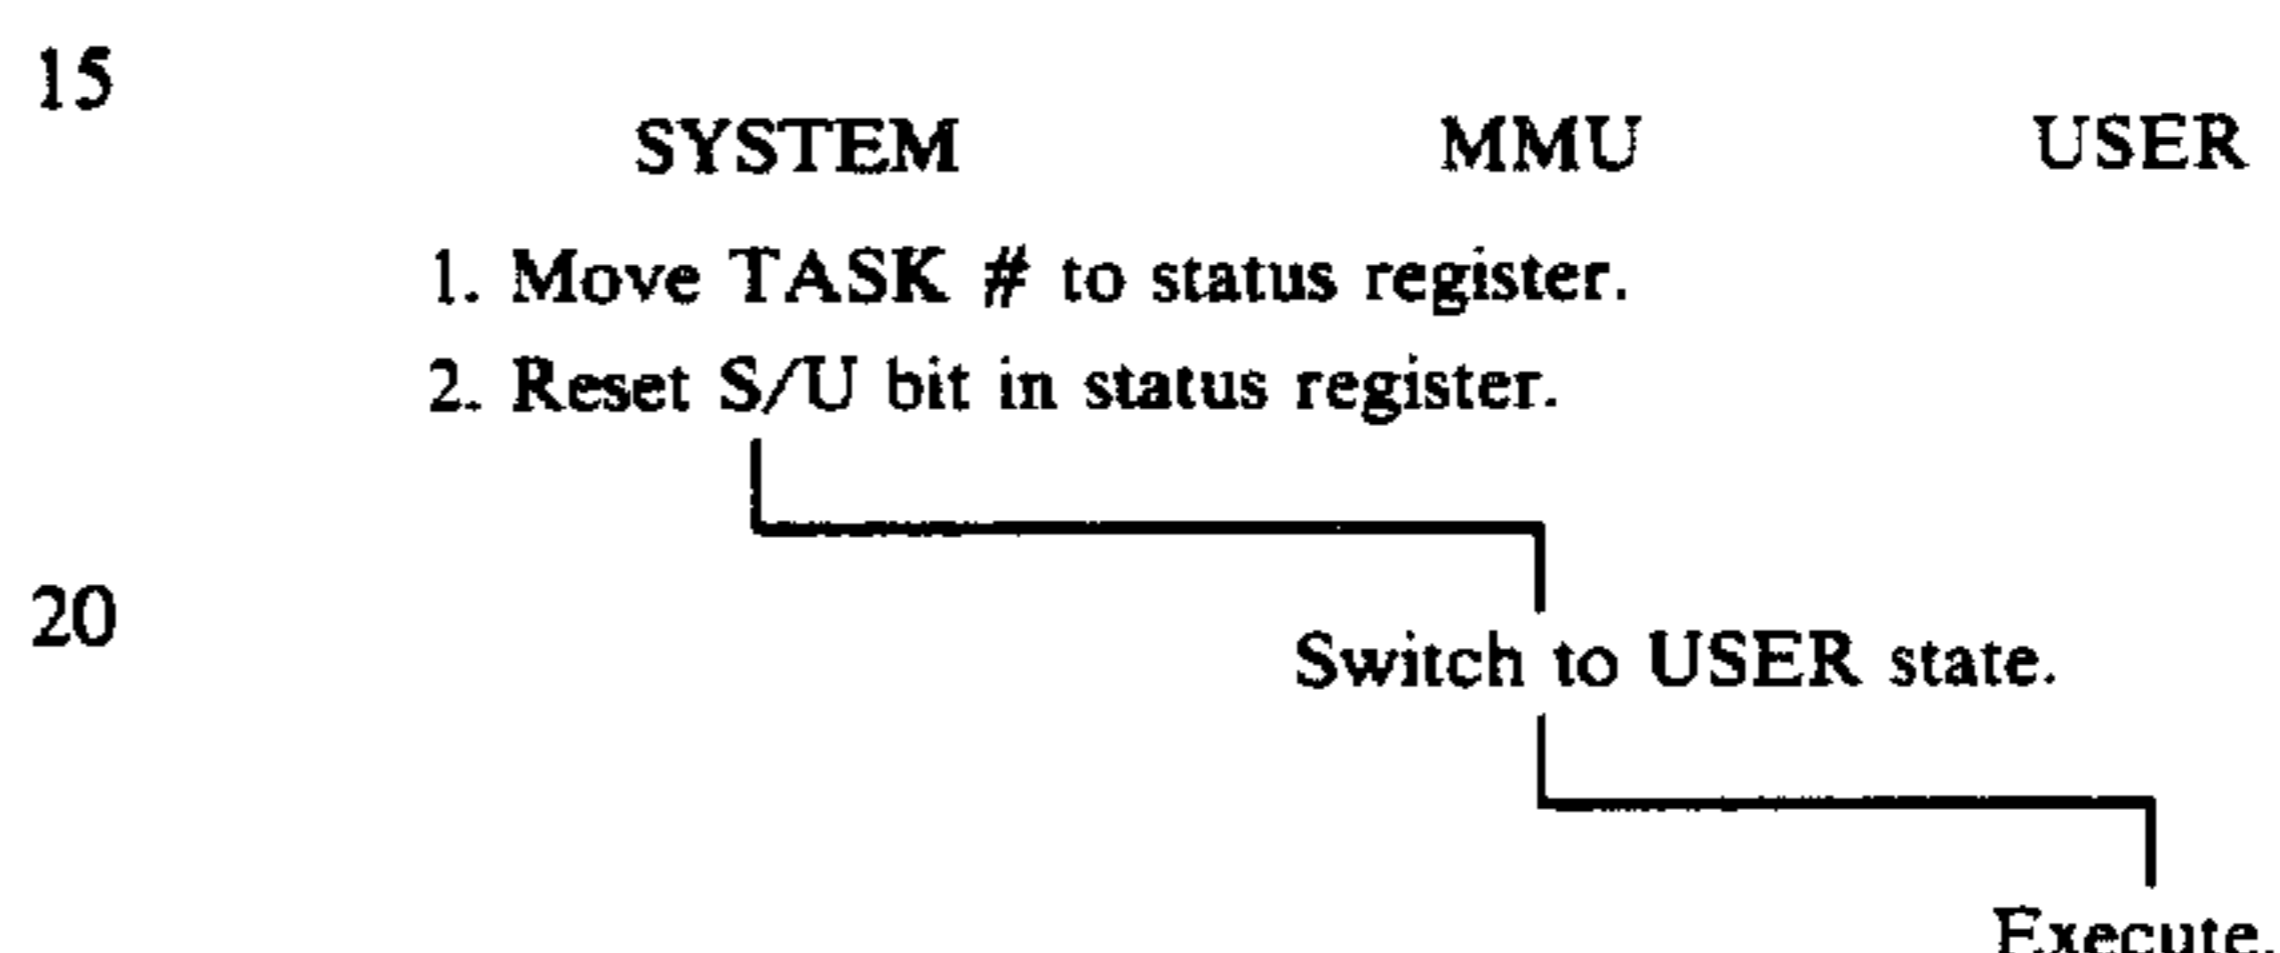 15
SYSTEM MMU USER
1. Move TASK # to status register.
2. Reset S/U bit in status register.
20
Switch to USER state.
Execute.